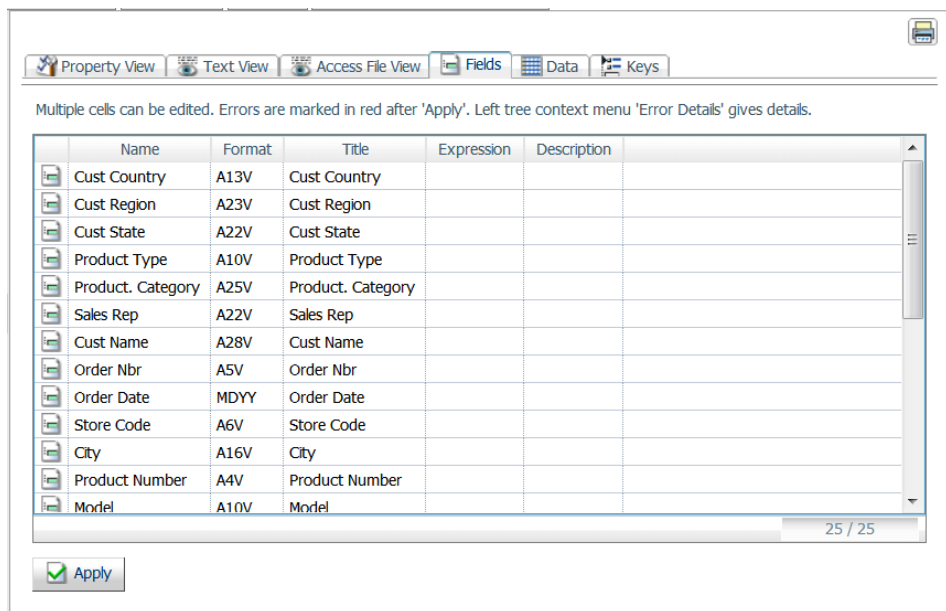 Property View Text View Access File View Fields Data Keys
Multiple cells can be edited. Errors are marked in red after 'Apply'. Left tree context menu 'Error Details' gives details.
Name Format Title Expression Description
Cust Country A13V Cust Country
Cust Region A23V Cust Region
Cust State A22V Cust State
Product Type A10V Product Type
Product. Category A25V Product. Category
Sales Rep A22V Sales Rep
Cust Name A28V Cust Name
Order Nbr A5V Order Nbr
Order Date MDYY Order Date
Store Code A6V Store Code
City A16V City
Product Number A4V Product Number
Model A10V Model
25 / 25
Apply